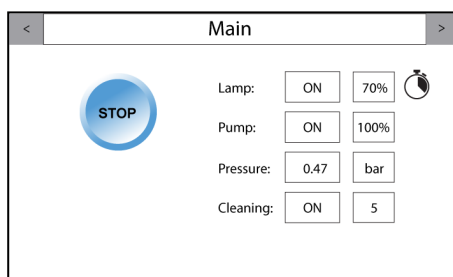 < Main >
STOP
Lamp: ON 70%
Pump: ON 100%
Pressure: 0.47 bar
Cleaning: ON 5